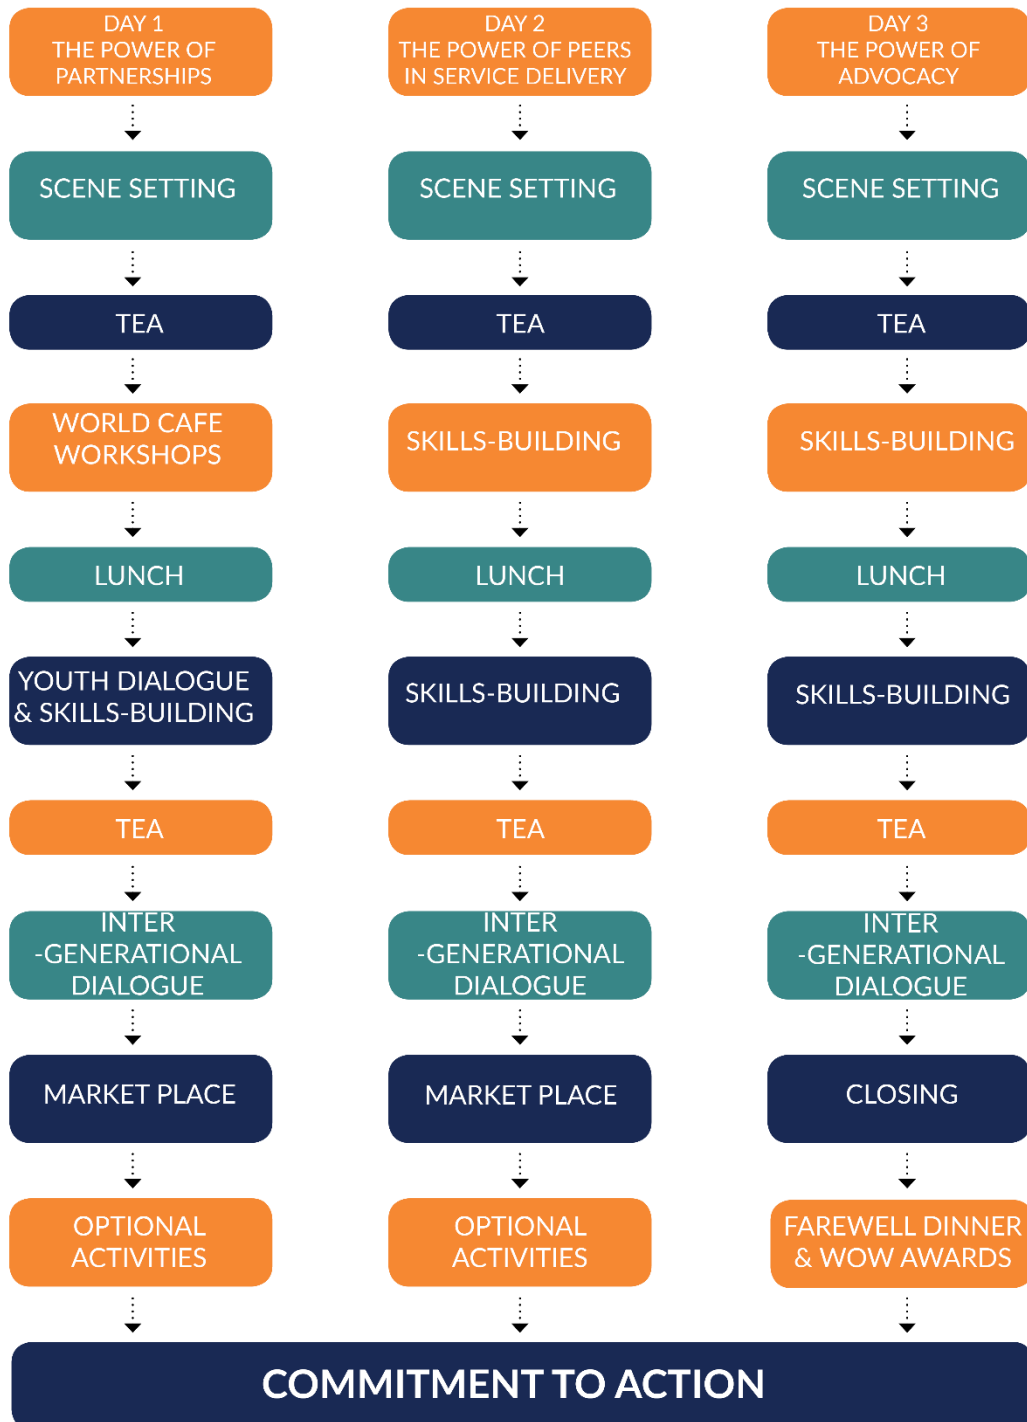 DAY 1
THE POWER OF
PARTNERSHIPS
SCENE SETTING
TEA
WORLD CAFE
WORKSHOPS
LUNCH
YOUTH DIALOGUE
& SKILLS-BUILDING
TEA
INTER
-GENERATIONAL
DIALOGUE
MARKET PLACE
OPTIONAL
ACTIVITIES
DAY 2
THE POWER OF PEERS
IN SERVICE DELIVERY
SCENE SETTING
TEA
SKILLS-BUILDING
LUNCH
SKILLS-BUILDING
TEA
INTER
-GENERATIONAL
DIALOGUE
MARKET PLACE
OPTIONAL
ACTIVITIES
DAY 3
THE POWER OF
ADVOCACY
SCENE SETTING
TEA
SKILLS-BUILDING
LUNCH
SKILLS-BUILDING
TEA
INTER
-GENERATIONAL
DIALOGUE
CLOSING
FAREWELL DINNER
& WOW AWARDS
COMMITMENT TO ACTION